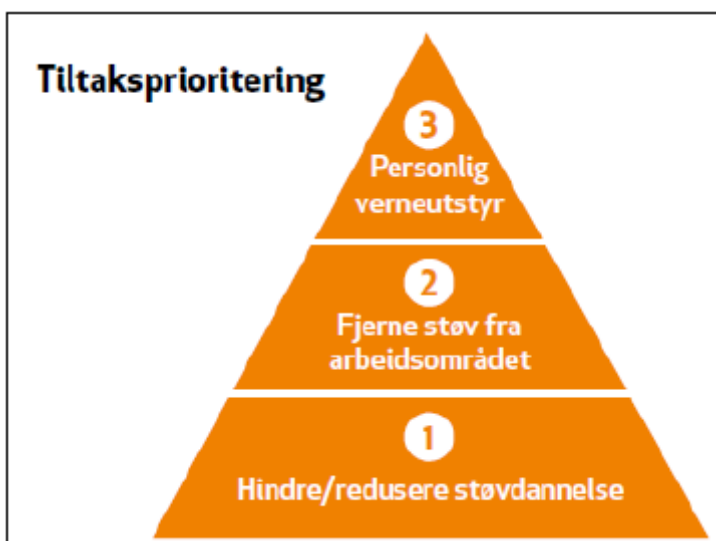 Tiltaksprioritering
3
Personlig
verneutstyr
2
Fjerne støv fra
arbeidsområdet
1
Hindre/redusere støvdannelse